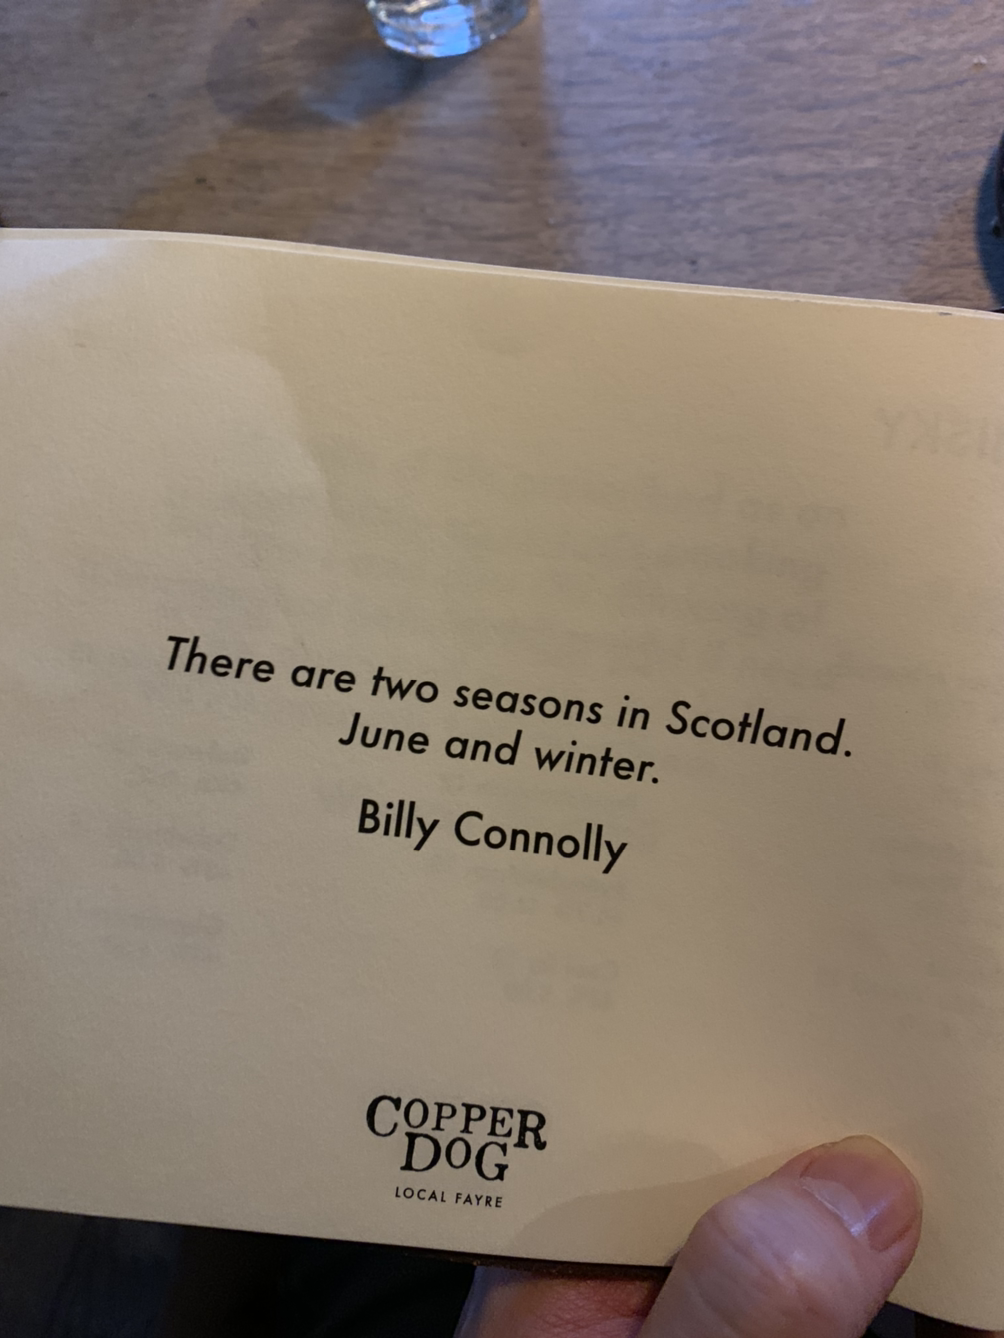 There are two seasons in Scotland.
June and winter.
Billy Connolly
COPPER
DOG
LOCAL FAYRE